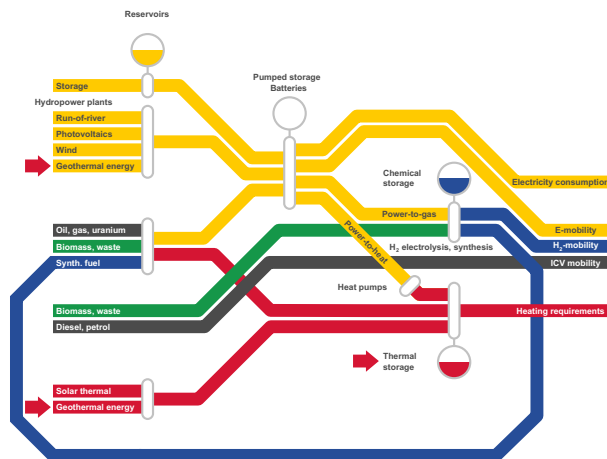 Reservoirs
Pumped storage
Batteries
Storage
Hydropower plants
Run-of-river
Photovoltaics
Wind
Geothermal energy
Chemical
storage
Electricity consumption
Power-to-gas
Oil, gas, uranium
E-mobility
Biomass, waste
Power-to-heat
H₂ electrolysis, synthesis
H₂-mobility
Synth. fuel
ICV mobility
Heat pumps
Biomass, waste
Heating requirements
Diesel, petrol
Thermal
storage
Solar thermal
Geothermal energy